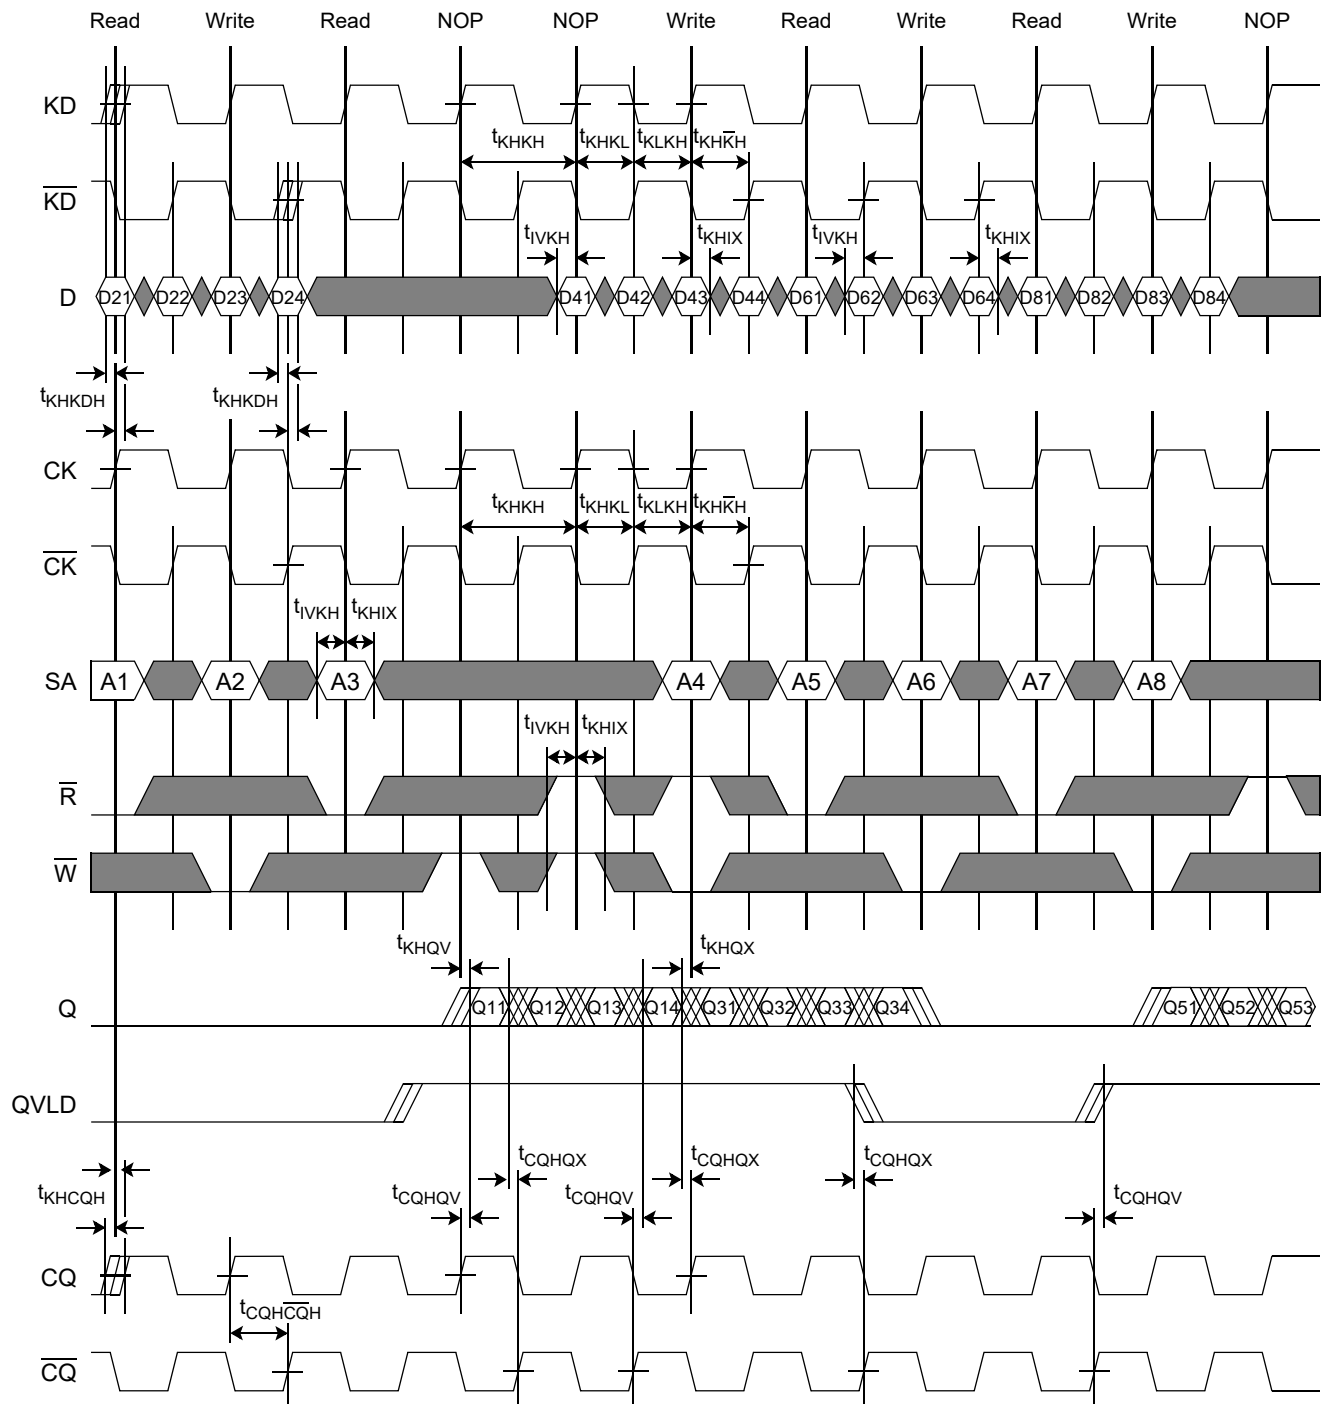 Read Write Read NOP NOP Write Read Write Read Write NOP
KD
tKHKH tKHKL tKLKH tKHK̅H
K̅D̅
tIVKH tKHIX tIVKH tKHIX
D D21 D22 D23 D24 D41 D42 D43 D44 D61 D62 D63 D64 D81 D82 D83 D84
tKHKDH tKHKDH
CK
tKHKH tKHKL tKLKH tKHK̅H
C̅K̅
tIVKH tKHIX
SA A1 A2 A3 A4 A5 A6 A7 A8
tIVKH tKHIX
R̅
W̅
tKHQV tKHQX
Q Q11 Q12 Q13 Q14 Q31 Q32 Q33 Q34 Q51 Q52 Q53
QVLD
tCQHQX tCQHQX tCQHQX
tKHCQH tCQHQV tCQHQV tCQHQV
CQ
tCQHC̅Q̅H
C̅Q̅